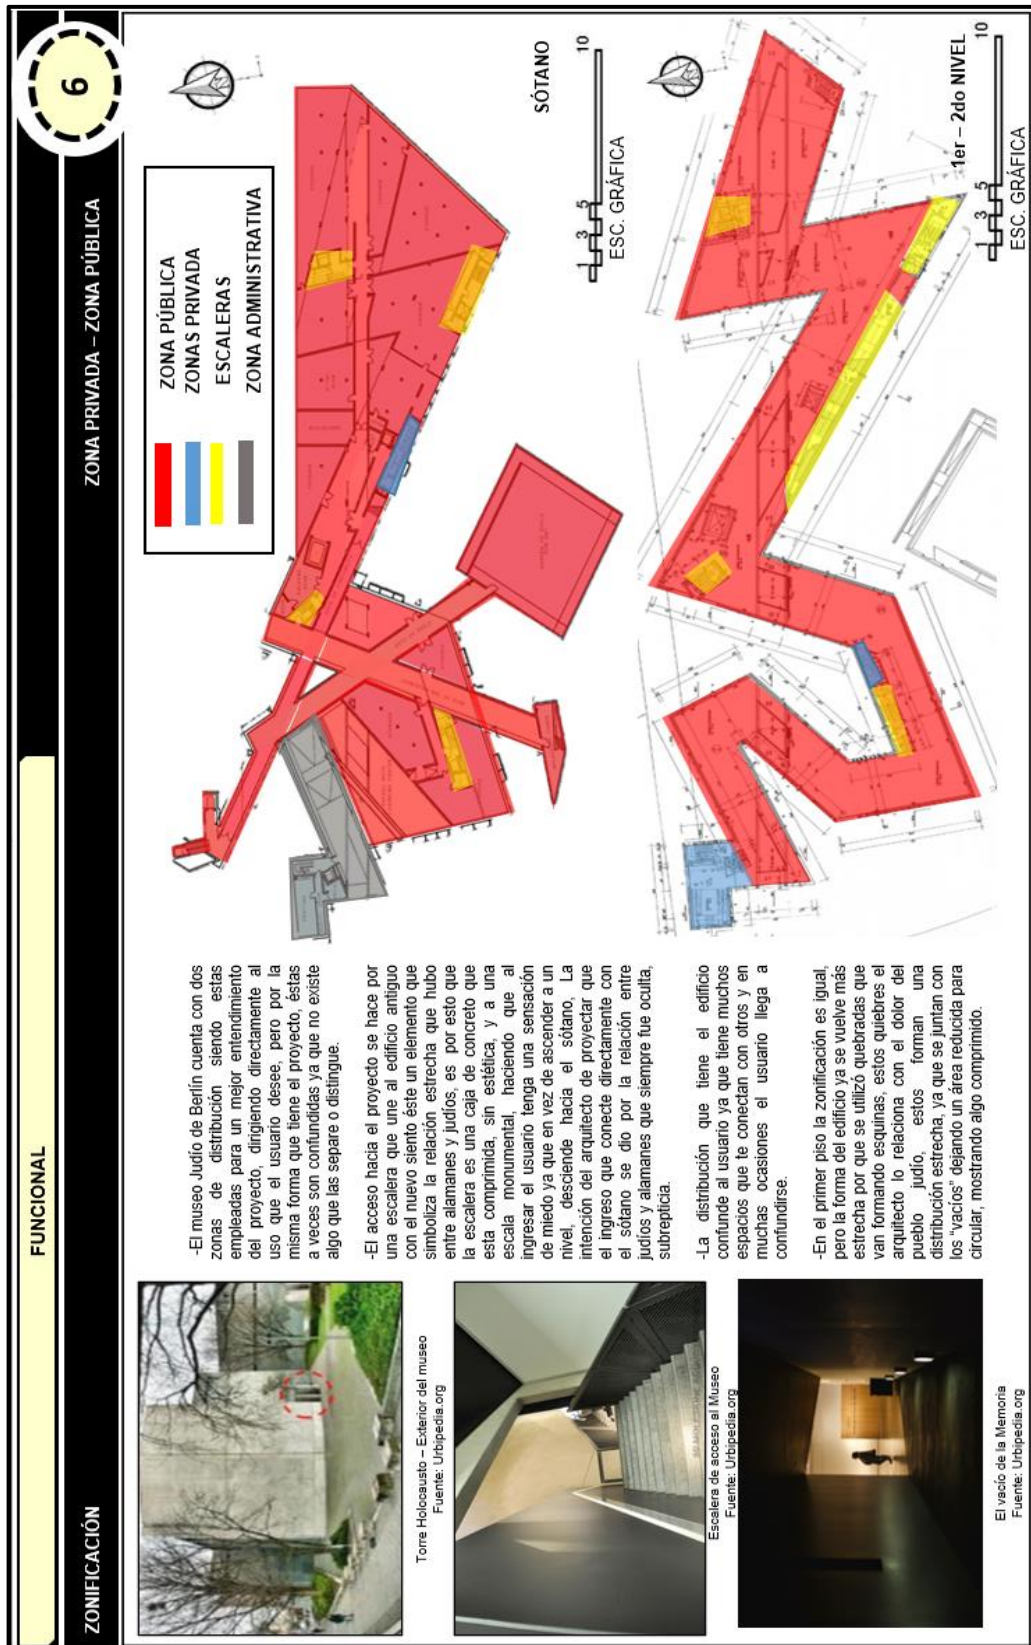 FUNCIONAL
6
ZONIFICACIÓN
ZONA PRIVADA – ZONA PÚBLICA
Torre Holocausto – Exterior del museo
Fuente: Urbipedia.org
Escalera de acceso al Museo
Fuente: Urbipedia.org
El vacío de la Memoria
Fuente: Urbipedia.org
-El museo Judío de Berlín cuenta con dos
zonas de distribución siendo estas
empleadas para un mejor entendimiento
del proyecto, dirigiendo directamente al
uso que el usuario desee, pero por la
misma forma que tiene el proyecto, éstas
a veces son confundidas ya que no existe
algo que las separe o distingue.
-El acceso hacia el proyecto se hace por
una escalera que une al edificio antiguo
con el nuevo siento éste un elemento que
simboliza la relación estrecha que hubo
entre alamanes y judíos, es por esto que
la escalera es una caja de concreto que
esta comprimida, sin estética, y a una
escala monumental, haciendo que al
ingresar el usuario tenga una sensación
de miedo ya que en vez de ascender a un
nivel, desciende hacia el sótano, La
intención del arquitecto de proyectar que
el ingreso que conecte directamente con
el sótano se dio por la relación entre
judíos y alamanes que siempre fue oculta,
subrepticia.
-La distribución que tiene el edificio
confunde al usuario ya que tiene muchos
espacios que te conectan con otros y en
muchas ocasiones el usuario llega a
confundirse.
-En el primer piso la zonificación es igual,
pero la forma del edificio ya se vuelve más
estrecha por que se utilizó quebradas que
van formando esquinas, estos quiebres el
arquitecto lo relaciona con el dolor del
pueblo judío, estos forman una
distribución estrecha, ya que se juntan con
los "vacíos" dejando un área reducida para
circular, mostrando algo comprimido.
ZONA PÚBLICA
ZONAS PRIVADA
ESCALERAS
ZONA ADMINISTRATIVA
SÓTANO
1 3 5 10
ESC. GRÁFICA
1er – 2do NIVEL
1 3 5 10
ESC. GRÁFICA